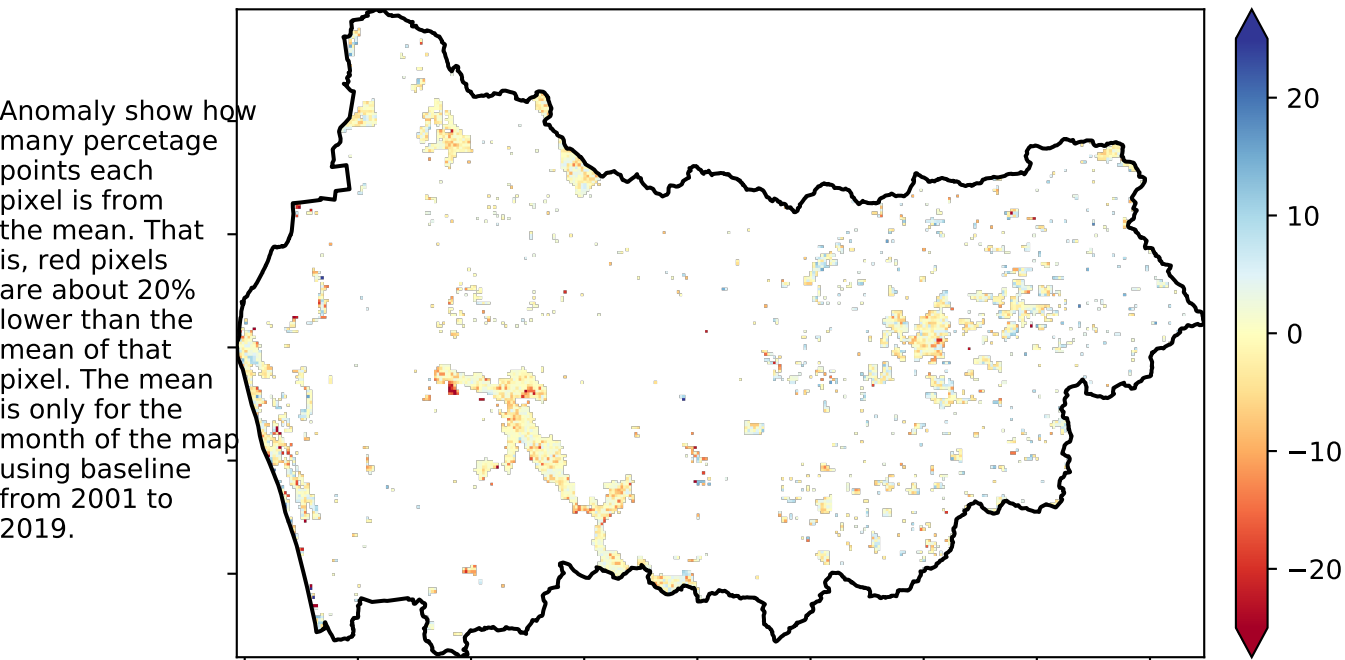 Anomaly show how
many percetage
points each
pixel is from
the mean. That
is, red pixels
are about 20%
lower than the
mean of that
pixel. The mean
is only for the
month of the map
using baseline
from 2001 to
2019.
20
10
0
−10
−20